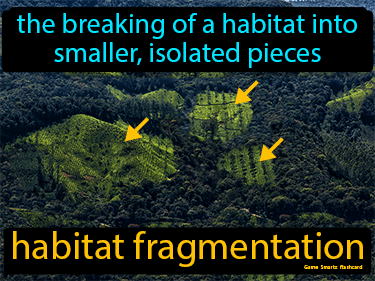 the breaking of a habitat into
smaller, isolated pieces
habitat fragmentation
Game Smartz Flashcard